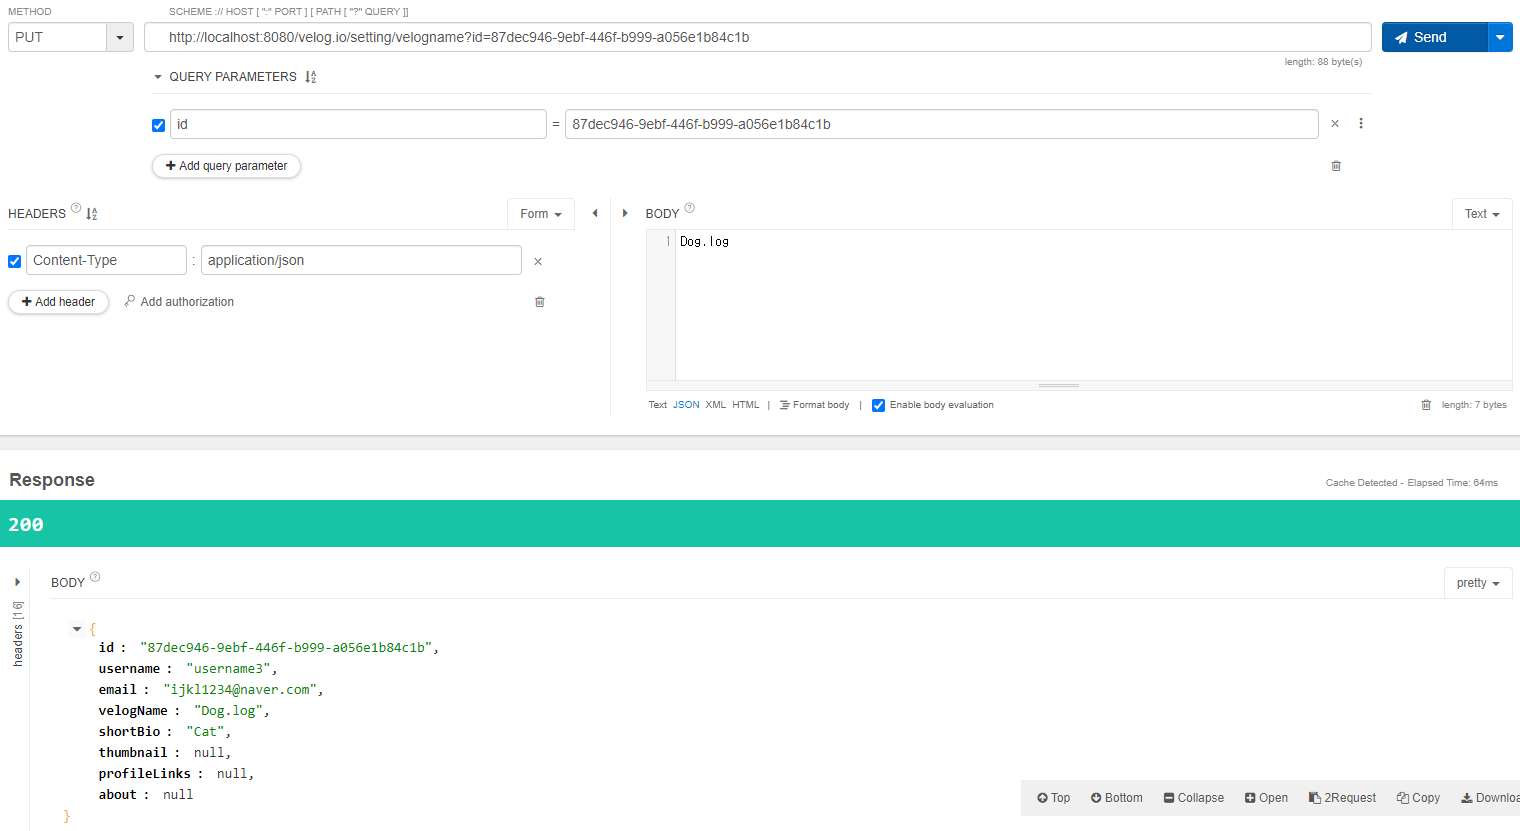 METHOD
SCHEME :// HOST [ ":" PORT ] [ PATH [ "?" QUERY ]]
PUT
http://localhost:8080/velog.io/setting/velogname?id=87dec946-9ebf-446f-b999-a056e1b84c1b
Send
length: 88 byte(s)
QUERY PARAMETERS
id = 87dec946-9ebf-446f-b999-a056e1b84c1b
+ Add query parameter
HEADERS ?
Form
BODY ?
Text
Content-Type : application/json
1 Dog.log
+ Add header
Add authorization
Text JSON XML HTML | Format body | Enable body evaluation
length: 7 bytes
Response
Cache Detected - Elapsed Time: 64ms
200
headers [16]
BODY ?
pretty
{
id : "87dec946-9ebf-446f-b999-a056e1b84c1b",
username : "username3",
email : "ijkl1234@naver.com",
velogName : "Dog.log",
shortBio : "Cat",
thumbnail : null,
profileLinks : null,
about : null
}
Top Bottom Collapse Open 2Request Copy Downloa